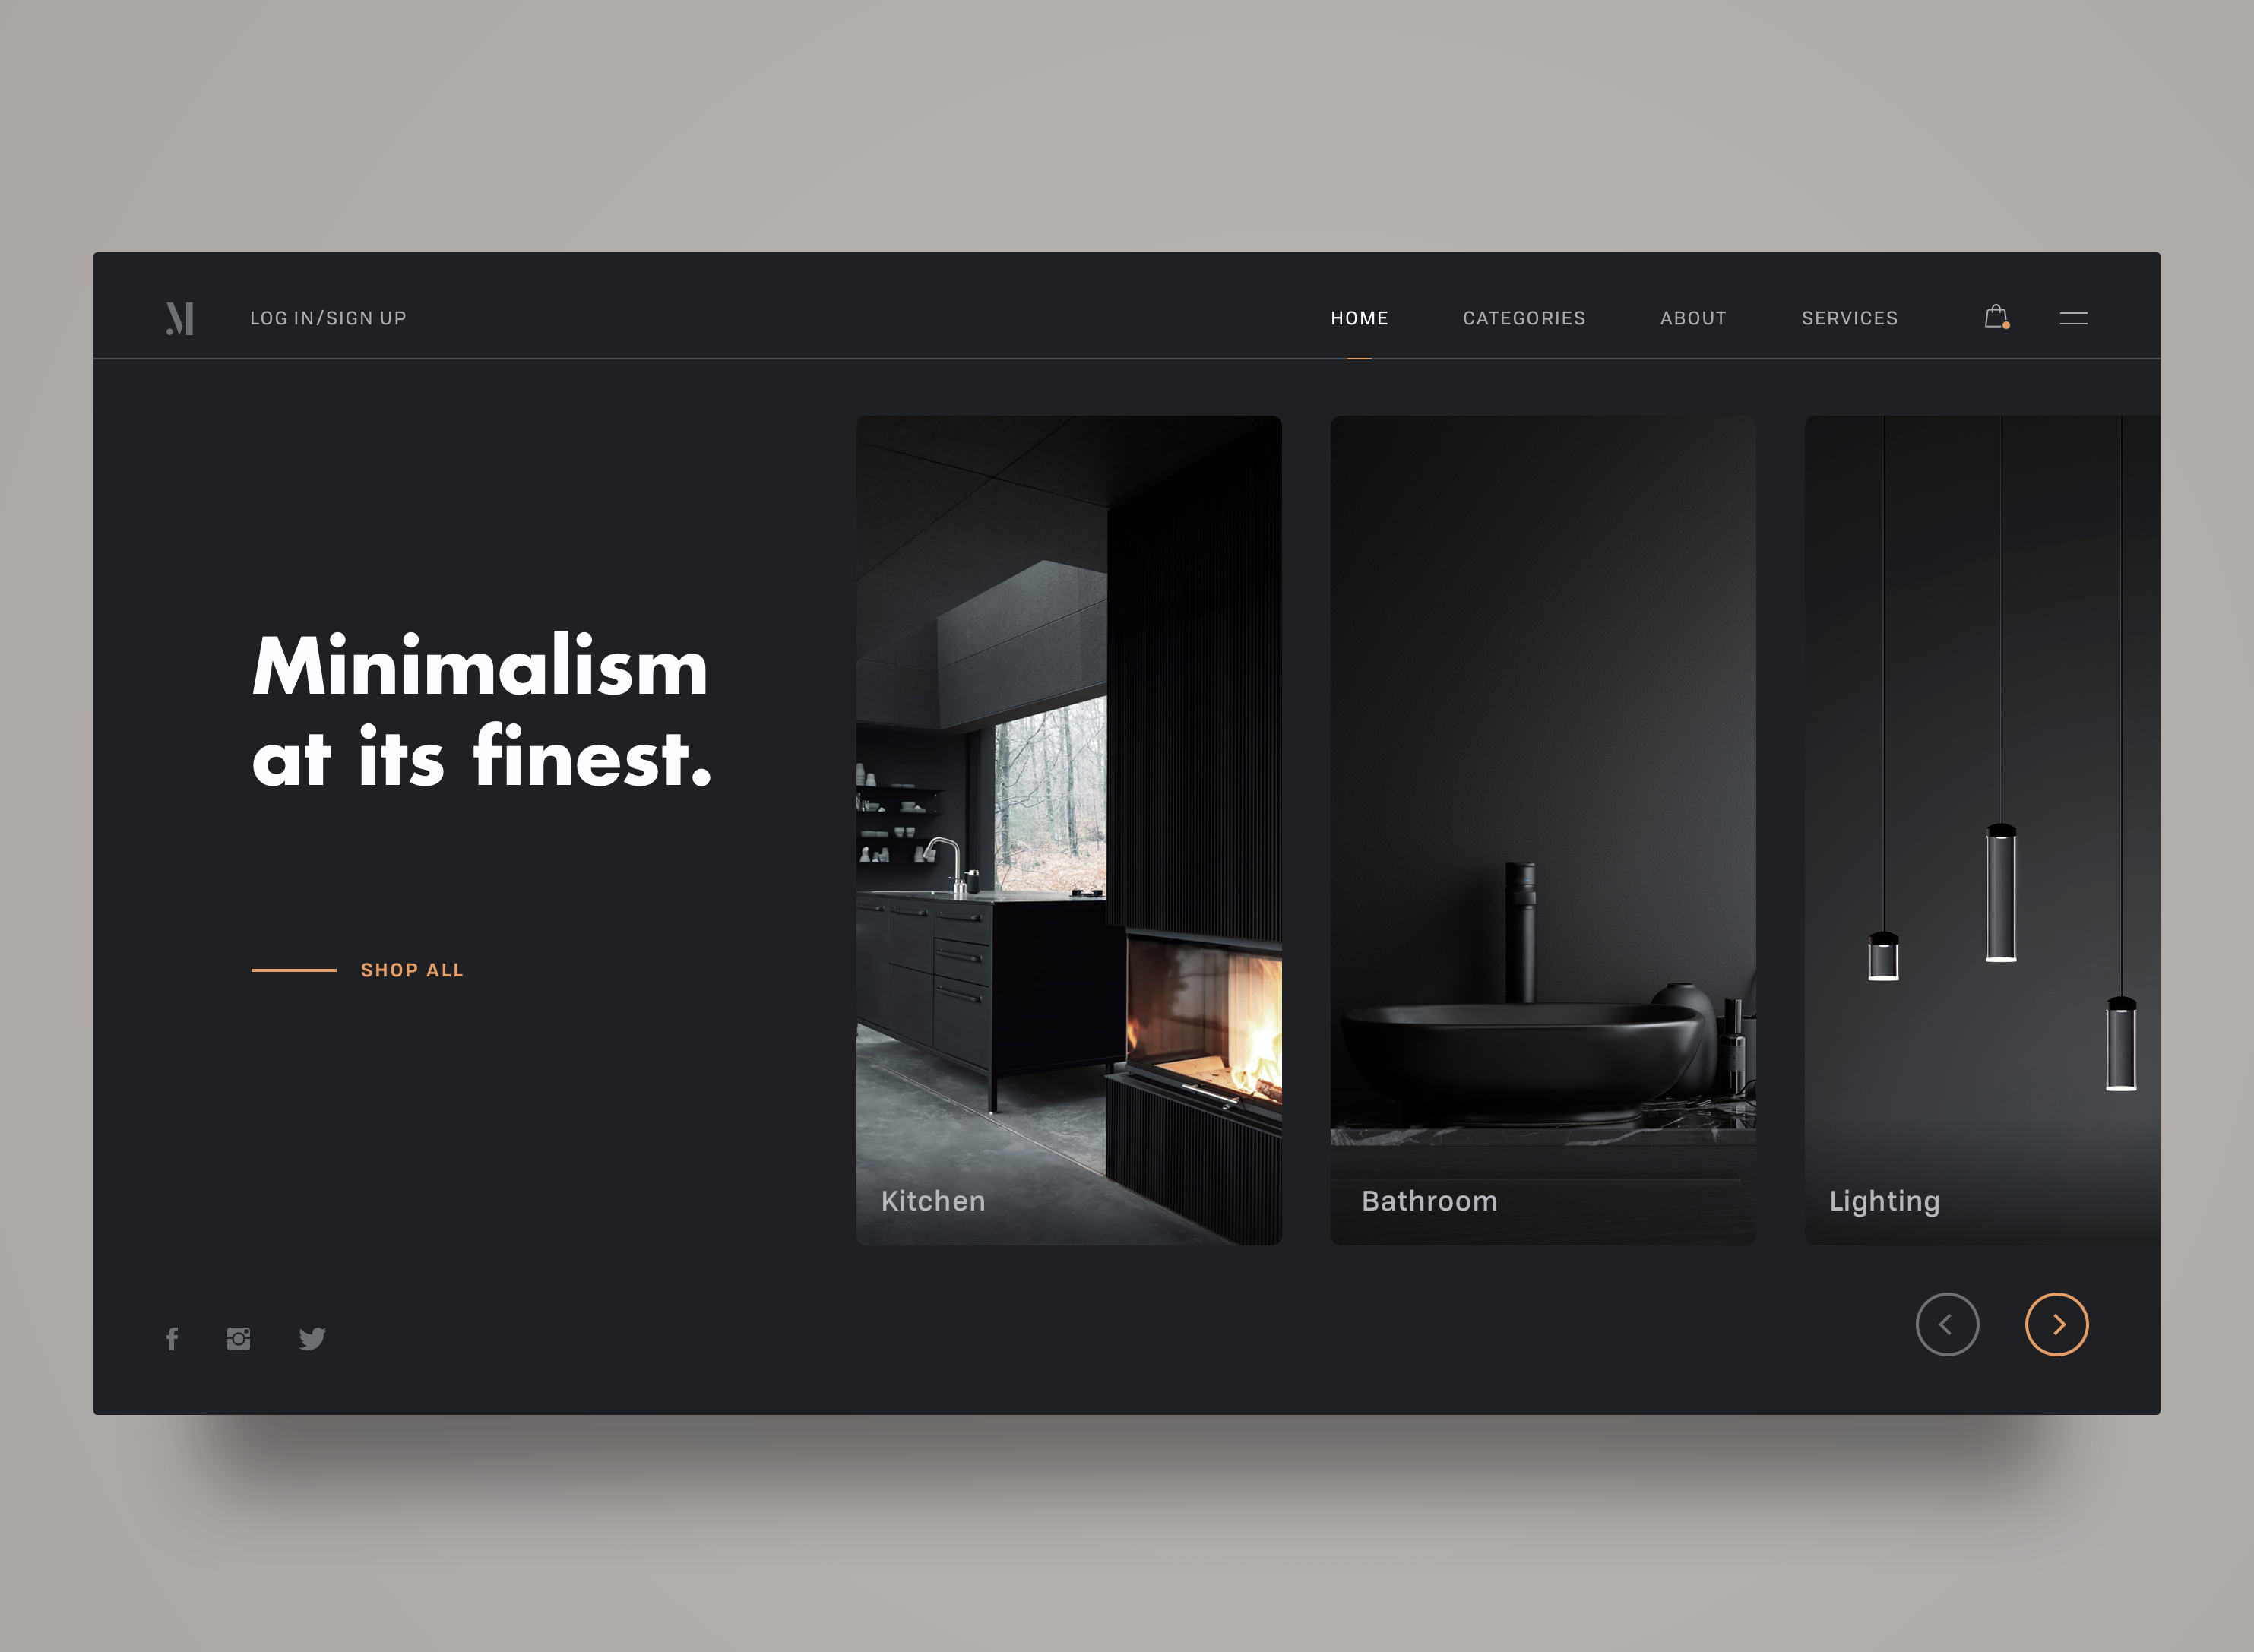 LOG IN/SIGN UP
HOME
CATEGORIES
ABOUT
SERVICES
Minimalism
at its finest.
SHOP ALL
Kitchen
Bathroom
Lighting